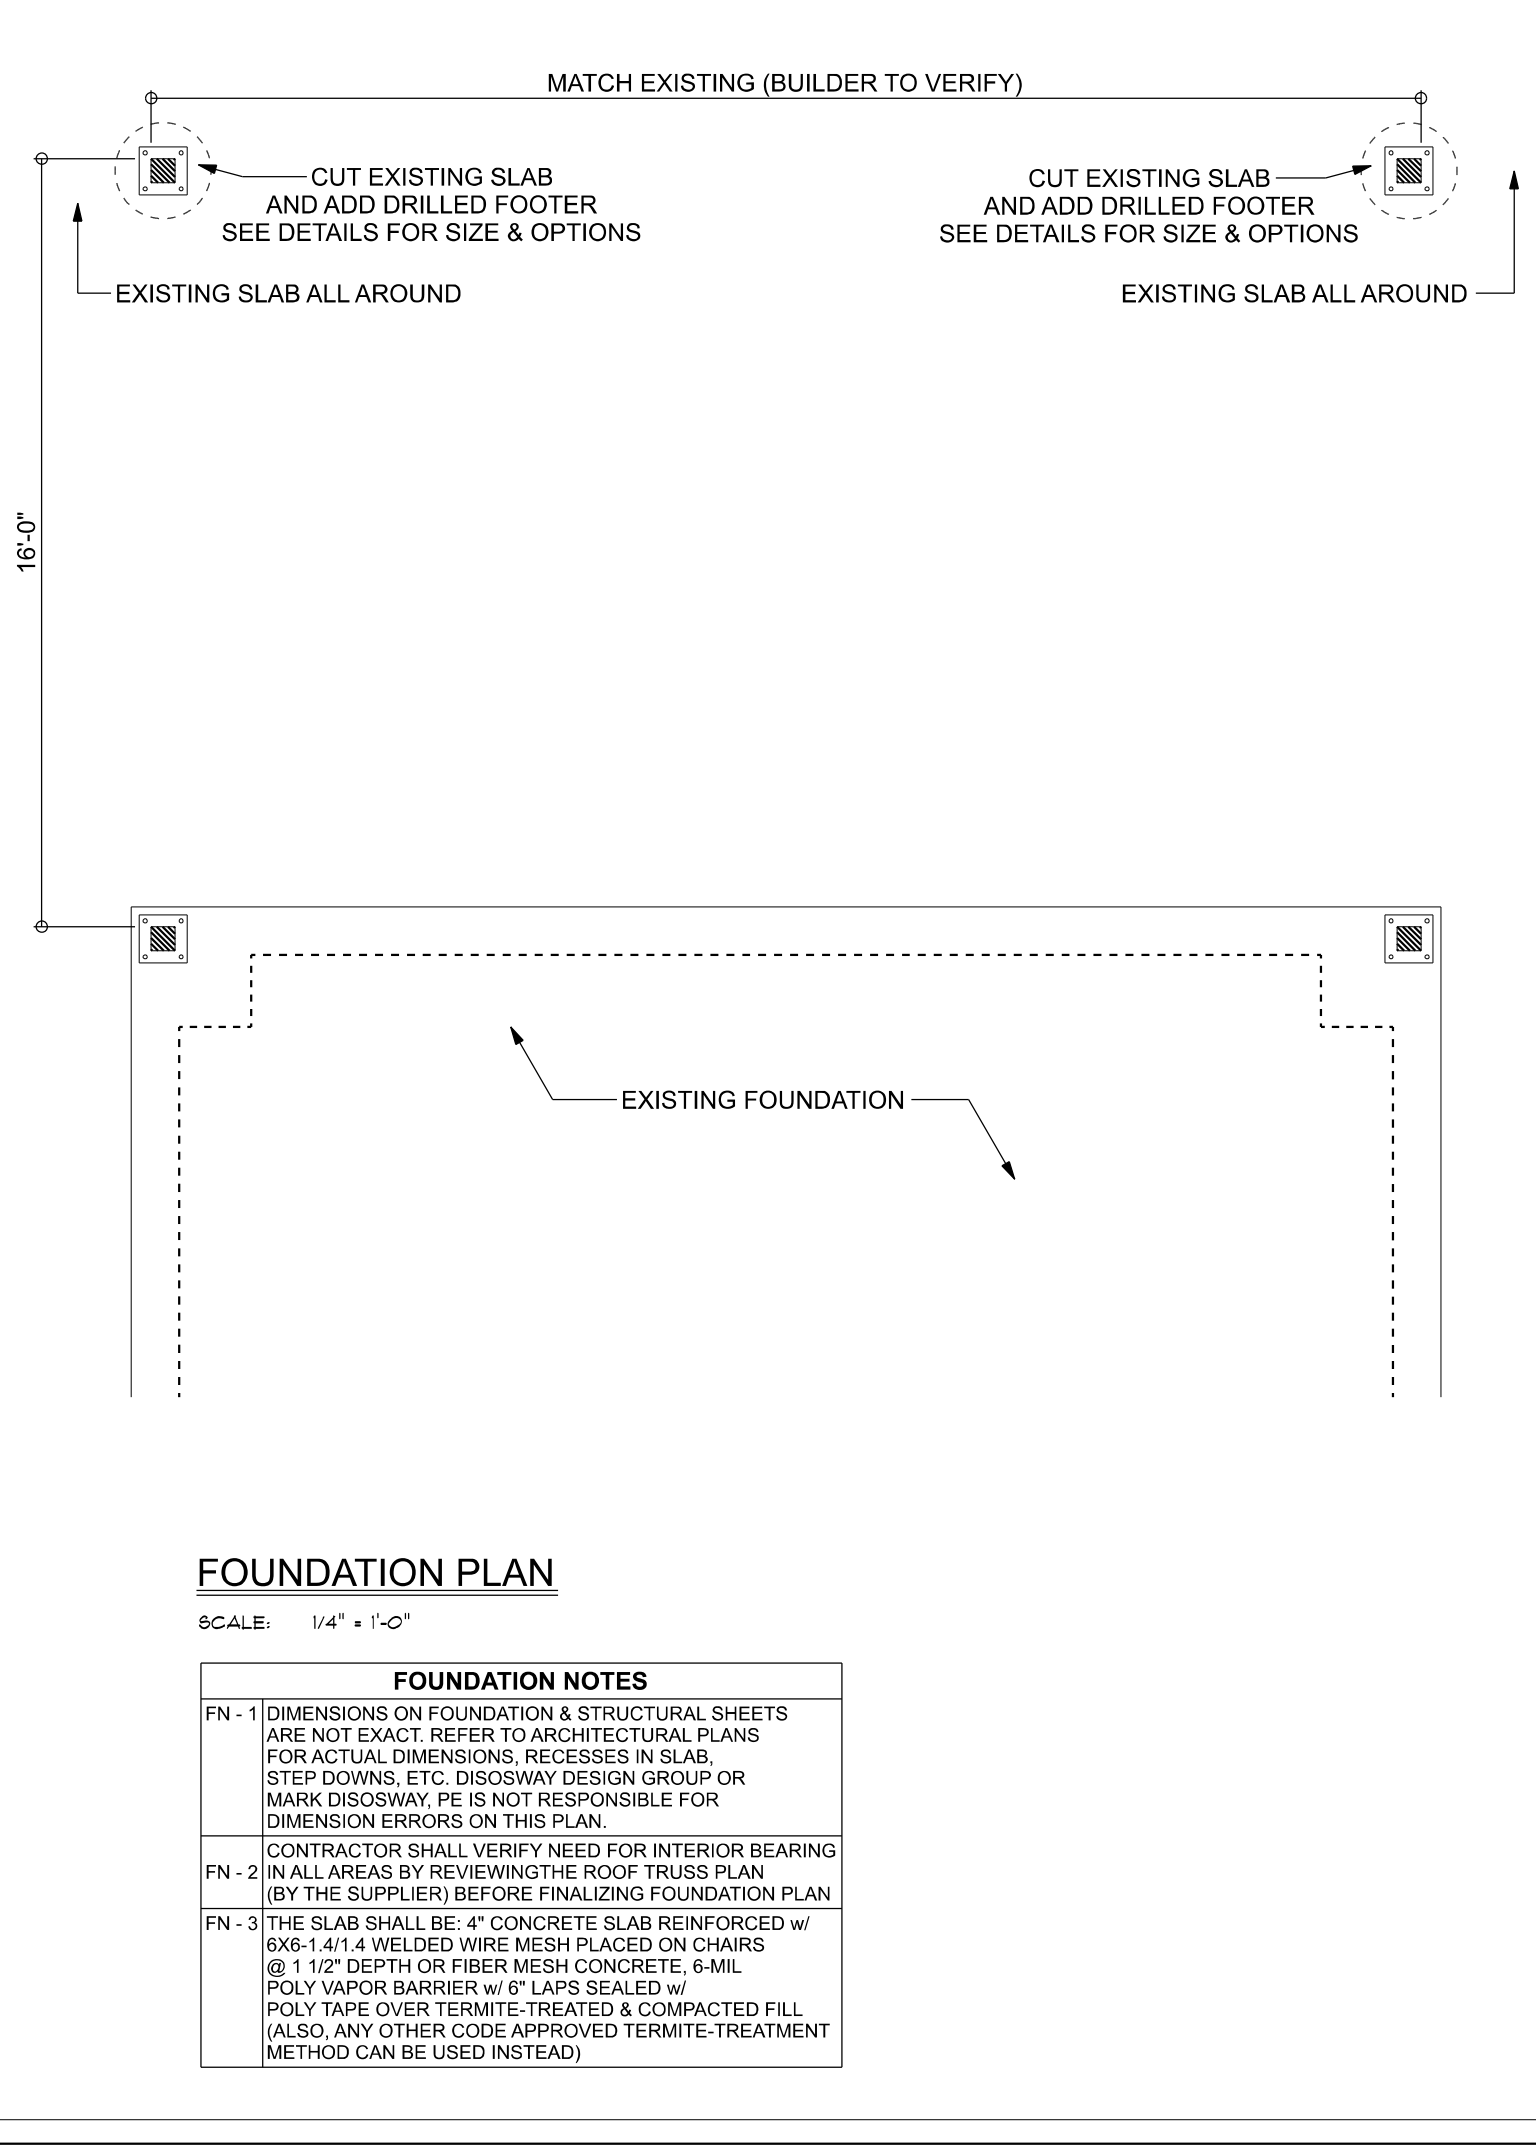 MATCH EXISTING (BUILDER TO VERIFY)
CUT EXISTING SLAB
AND ADD DRILLED FOOTER
SEE DETAILS FOR SIZE & OPTIONS
CUT EXISTING SLAB
AND ADD DRILLED FOOTER
SEE DETAILS FOR SIZE & OPTIONS
EXISTING SLAB ALL AROUND
EXISTING SLAB ALL AROUND
16'-0"
EXISTING FOUNDATION
FOUNDATION PLAN
SCALE: 1/4" = 1'-0"
FOUNDATION NOTES
FN - 1 DIMENSIONS ON FOUNDATION & STRUCTURAL SHEETS
ARE NOT EXACT. REFER TO ARCHITECTURAL PLANS
FOR ACTUAL DIMENSIONS, RECESSES IN SLAB,
STEP DOWNS, ETC. DISOSWAY DESIGN GROUP OR
MARK DISOSWAY, PE IS NOT RESPONSIBLE FOR
DIMENSION ERRORS ON THIS PLAN.
CONTRACTOR SHALL VERIFY NEED FOR INTERIOR BEARING
FN - 2 IN ALL AREAS BY REVIEWINGTHE ROOF TRUSS PLAN
(BY THE SUPPLIER) BEFORE FINALIZING FOUNDATION PLAN
FN - 3 THE SLAB SHALL BE: 4" CONCRETE SLAB REINFORCED w/
6X6-1.4/1.4 WELDED WIRE MESH PLACED ON CHAIRS
@ 1 1/2" DEPTH OR FIBER MESH CONCRETE, 6-MIL
POLY VAPOR BARRIER w/ 6" LAPS SEALED w/
POLY TAPE OVER TERMITE-TREATED & COMPACTED FILL
(ALSO, ANY OTHER CODE APPROVED TERMITE-TREATMENT
METHOD CAN BE USED INSTEAD)